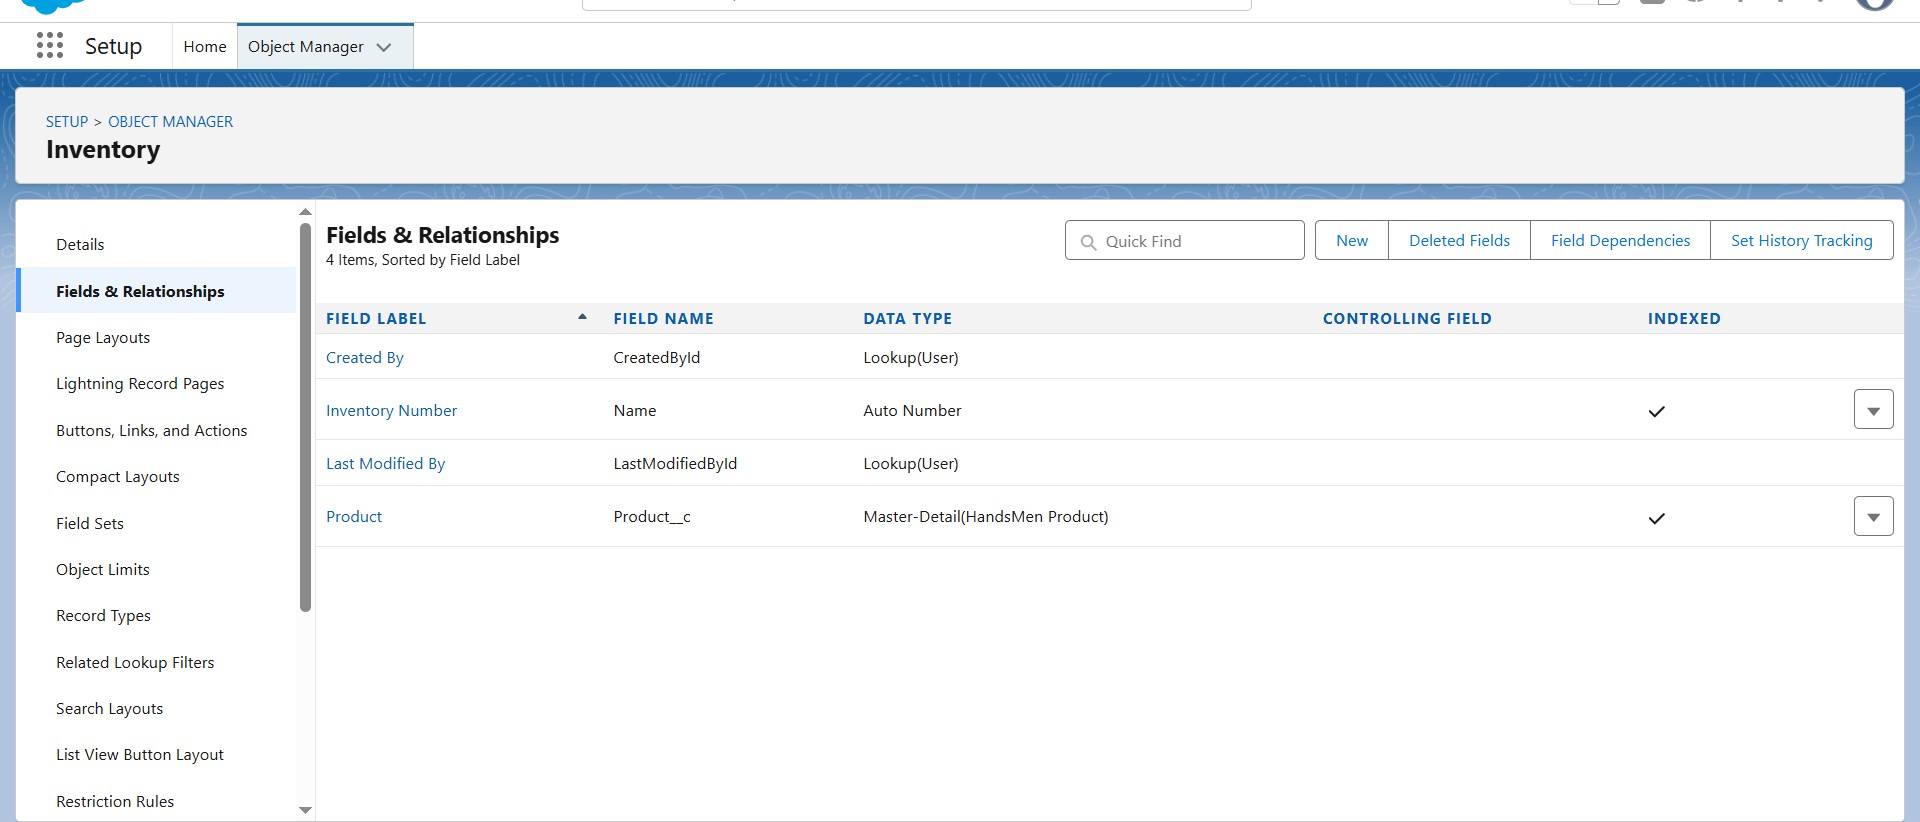 Setup
Home
Object Manager
SETUP > OBJECT MANAGER
Inventory
Details
Fields & Relationships
Page Layouts
Lightning Record Pages
Buttons, Links, and Actions
Compact Layouts
Field Sets
Object Limits
Record Types
Related Lookup Filters
Search Layouts
List View Button Layout
Restriction Rules
Fields & Relationships
4 Items, Sorted by Field Label
Quick Find
New
Deleted Fields
Field Dependencies
Set History Tracking
FIELD LABEL FIELD NAME DATA TYPE CONTROLLING FIELD INDEXED
Created By CreatedById Lookup(User)
Inventory Number Name Auto Number
Last Modified By LastModifiedById Lookup(User)
Product Product__c Master-Detail(HandsMen Product)